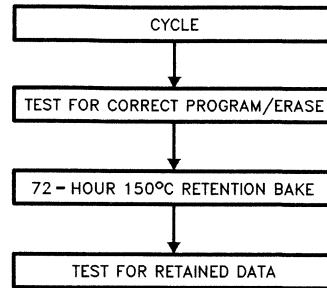 CYCLE
TEST FOR CORRECT PROGRAM/ERASE
72-HOUR 150°C RETENTION BAKE
TEST FOR RETAINED DATA